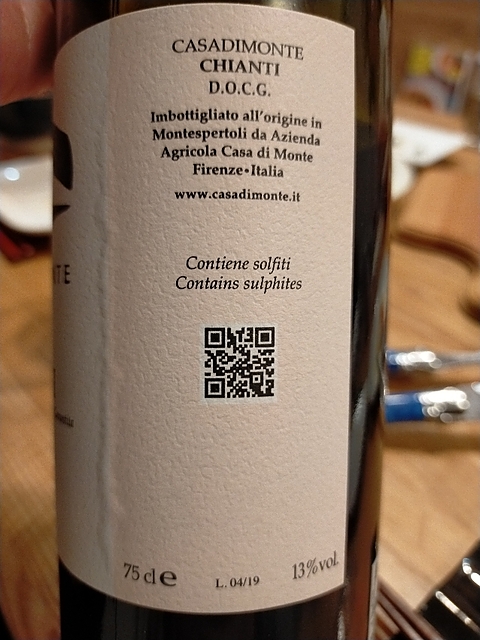 CASADIMONTE
CHIANTI
D.O.C.G.
Imbottigliato all'origine in
Montespertoli da Azienda
Agricola Casa di Monte
Firenze•Italia
www.casadimonte.it
Contiene solfiti
Contains sulphites
TE
75 cl e
L. 04/19
13%vol.